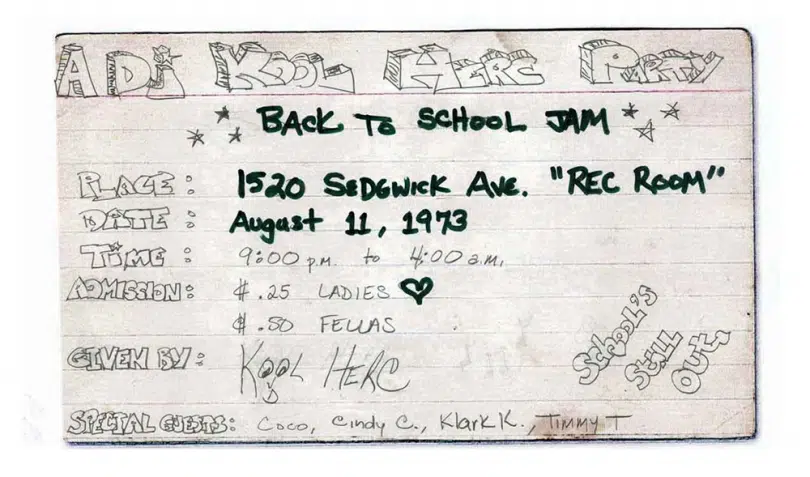 A DJ KOOL HERC PARTY
BACK TO SCHOOL JAM
PLACE: 1520 SEDGWICK AVE. "REC ROOM"
DATE: August 11, 1973
TIME: 9:00 p.m. to 4:00 a.m.
ADMISSION: $.25 LADIES
$.50 FELLAS
GIVEN BY: KOOL HERC
SCHOOL'S
STILL
OUT.
SPECIAL GUESTS: Coco, Cindy C., Klark K., Timmy T